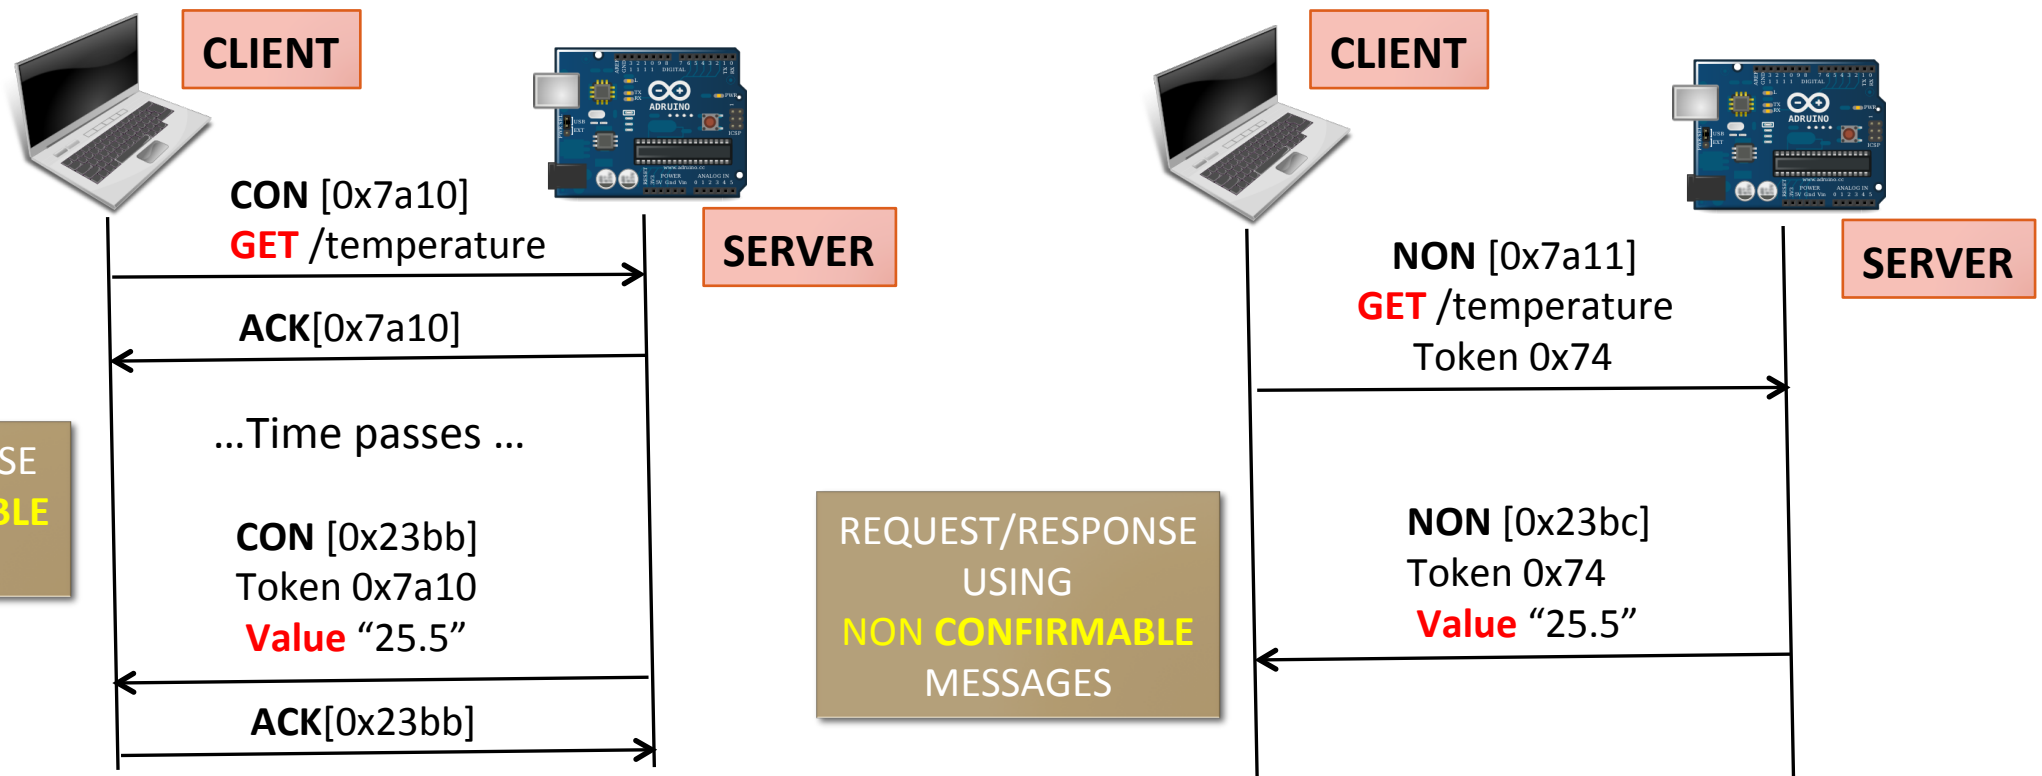 CLIENT
ADRUINO
CON [0x7a10]
GET /temperature
SERVER
ACK[0x7a10]
...Time passes ...
SE
BLE
CON [0x23bb]
Token 0x7a10
Value “25.5”
ACK[0x23bb]
CLIENT
ADRUINO
NON [0x7a11]
GET /temperature
Token 0x74
SERVER
REQUEST/RESPONSE
USING
NON CONFIRMABLE
MESSAGES
NON [0x23bc]
Token 0x74
Value “25.5”